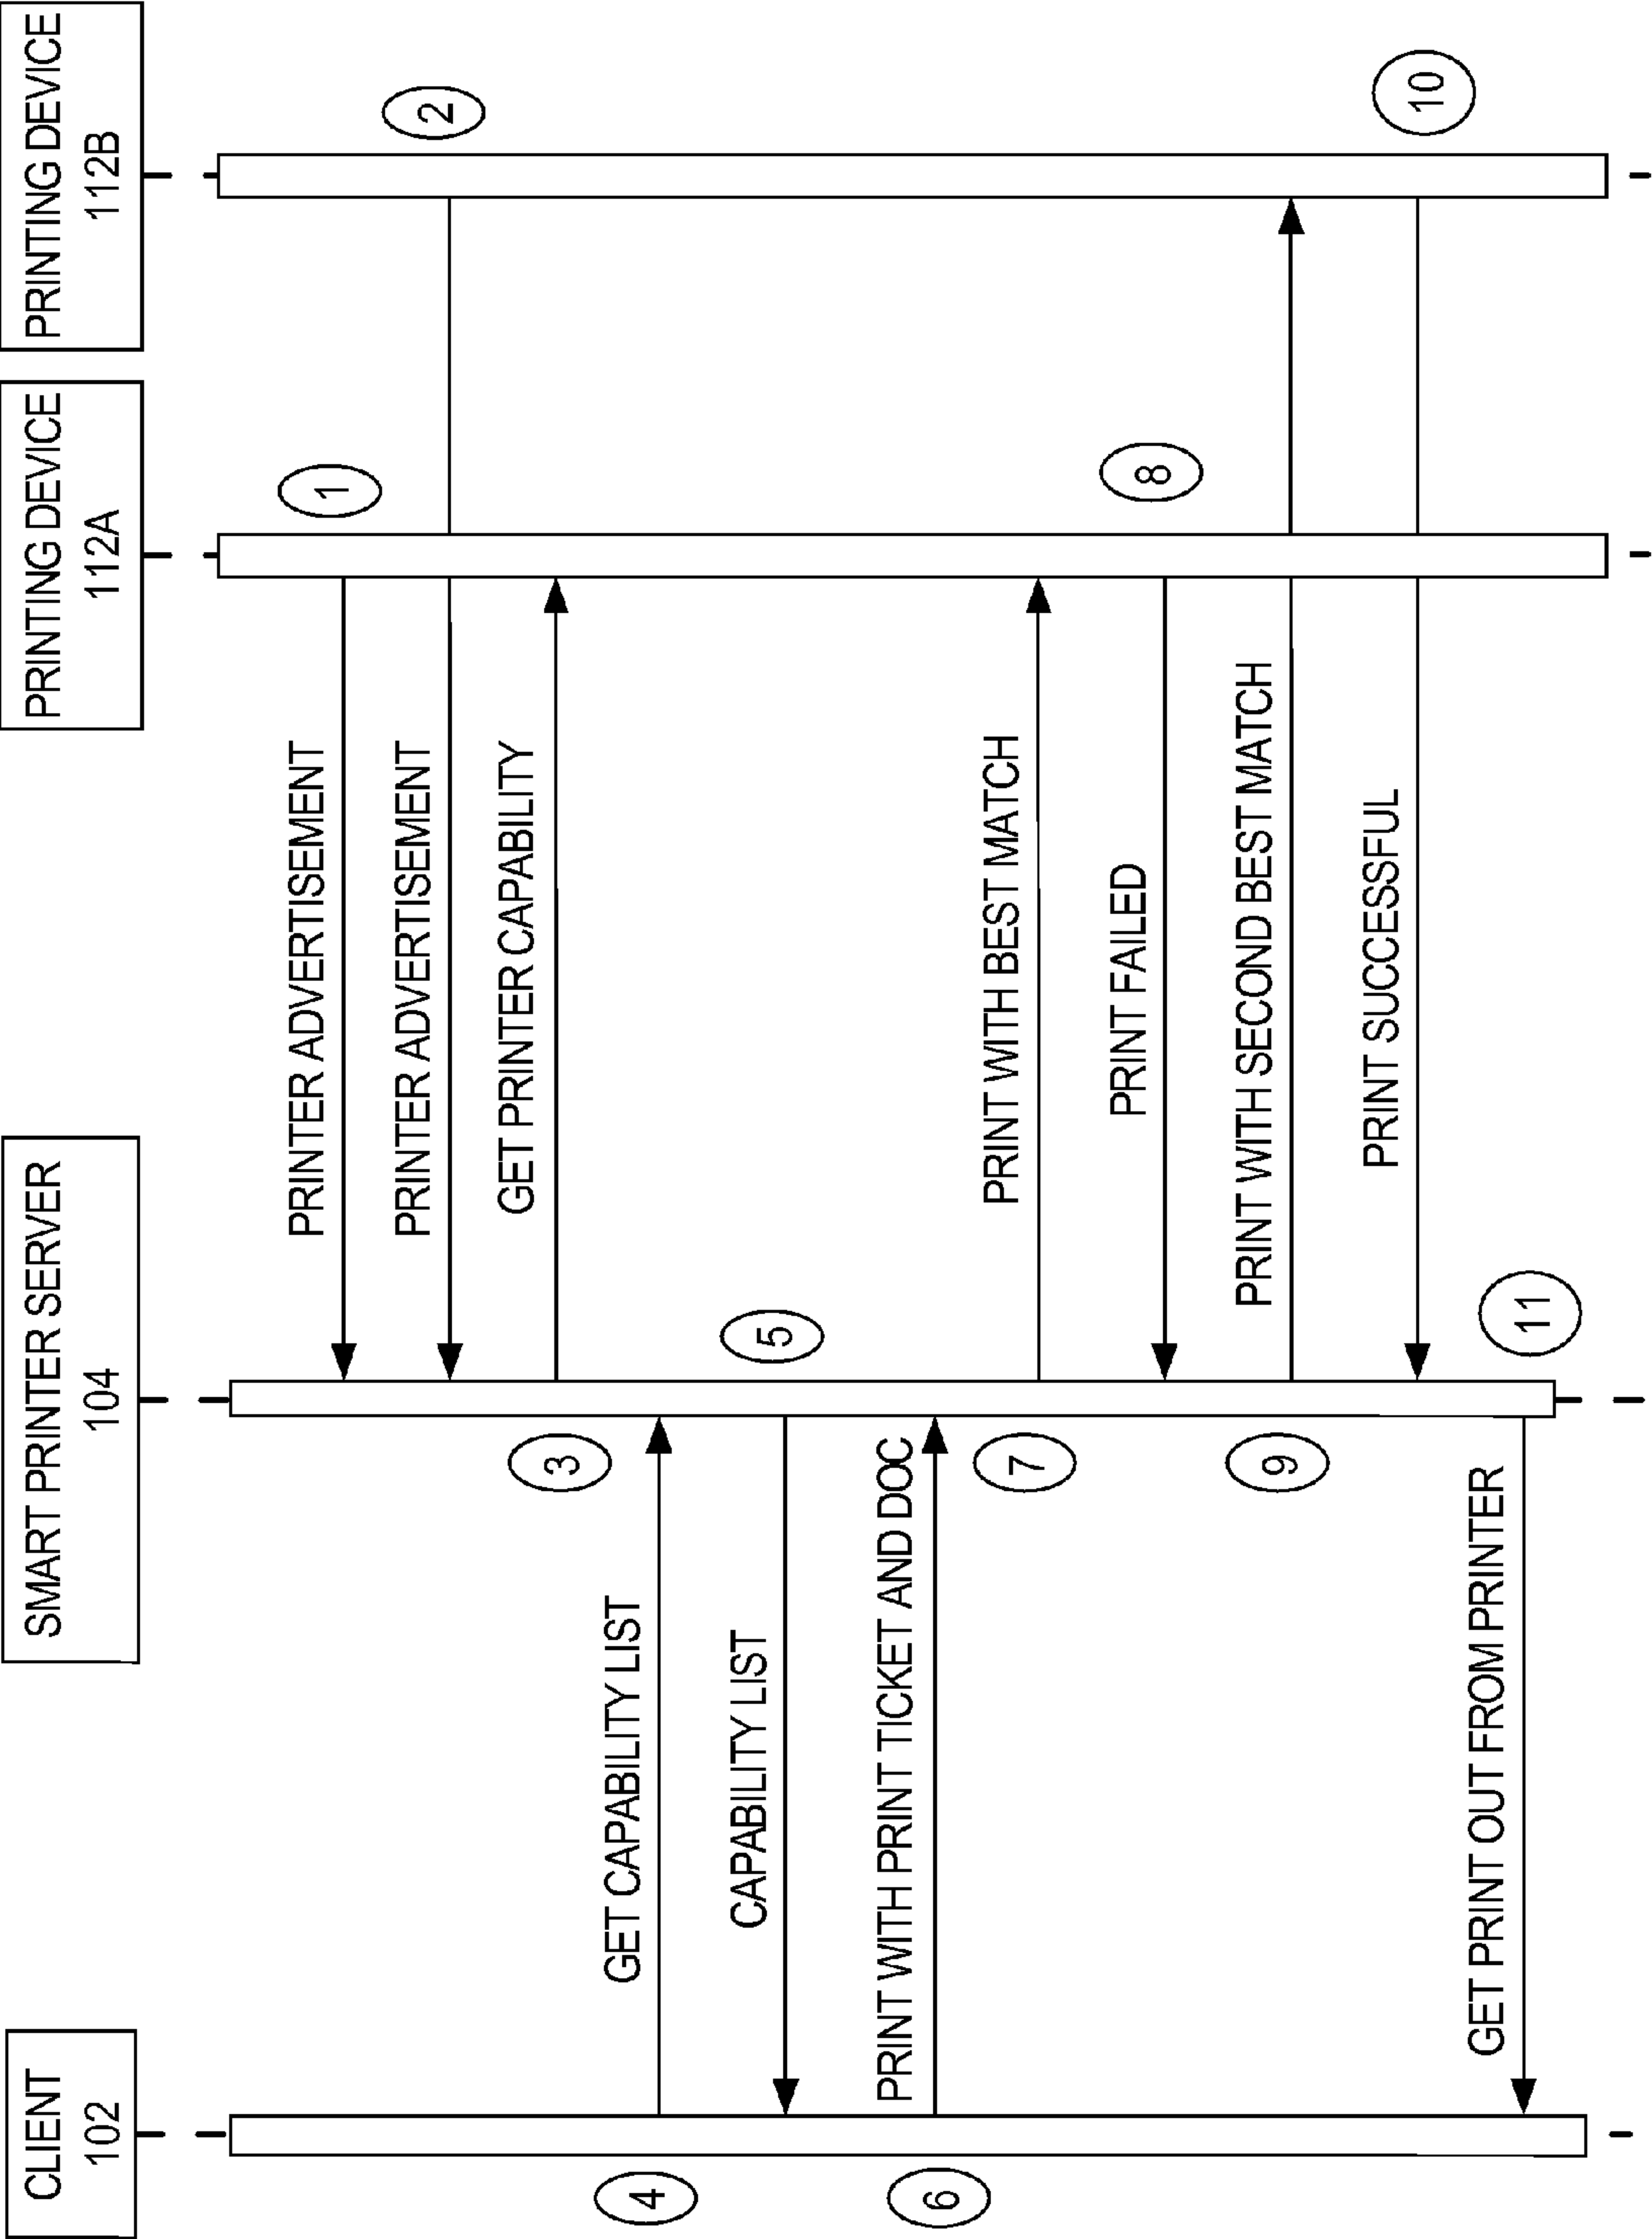 CLIENT
102
SMART PRINTER SERVER
104
PRINTING DEVICE
112A
PRINTING DEVICE
112B
PRINTER ADVERTISEMENT
1
PRINTER ADVERTISEMENT
2
3
GET PRINTER CAPABILITY
4
GET CAPABILITY LIST
CAPABILITY LIST
5
6
PRINT WITH PRINT TICKET AND DOC
7
PRINT WITH BEST MATCH
PRINT FAILED
8
9
PRINT WITH SECOND BEST MATCH
PRINT SUCCESSFUL
10
GET PRINT OUT FROM PRINTER
11